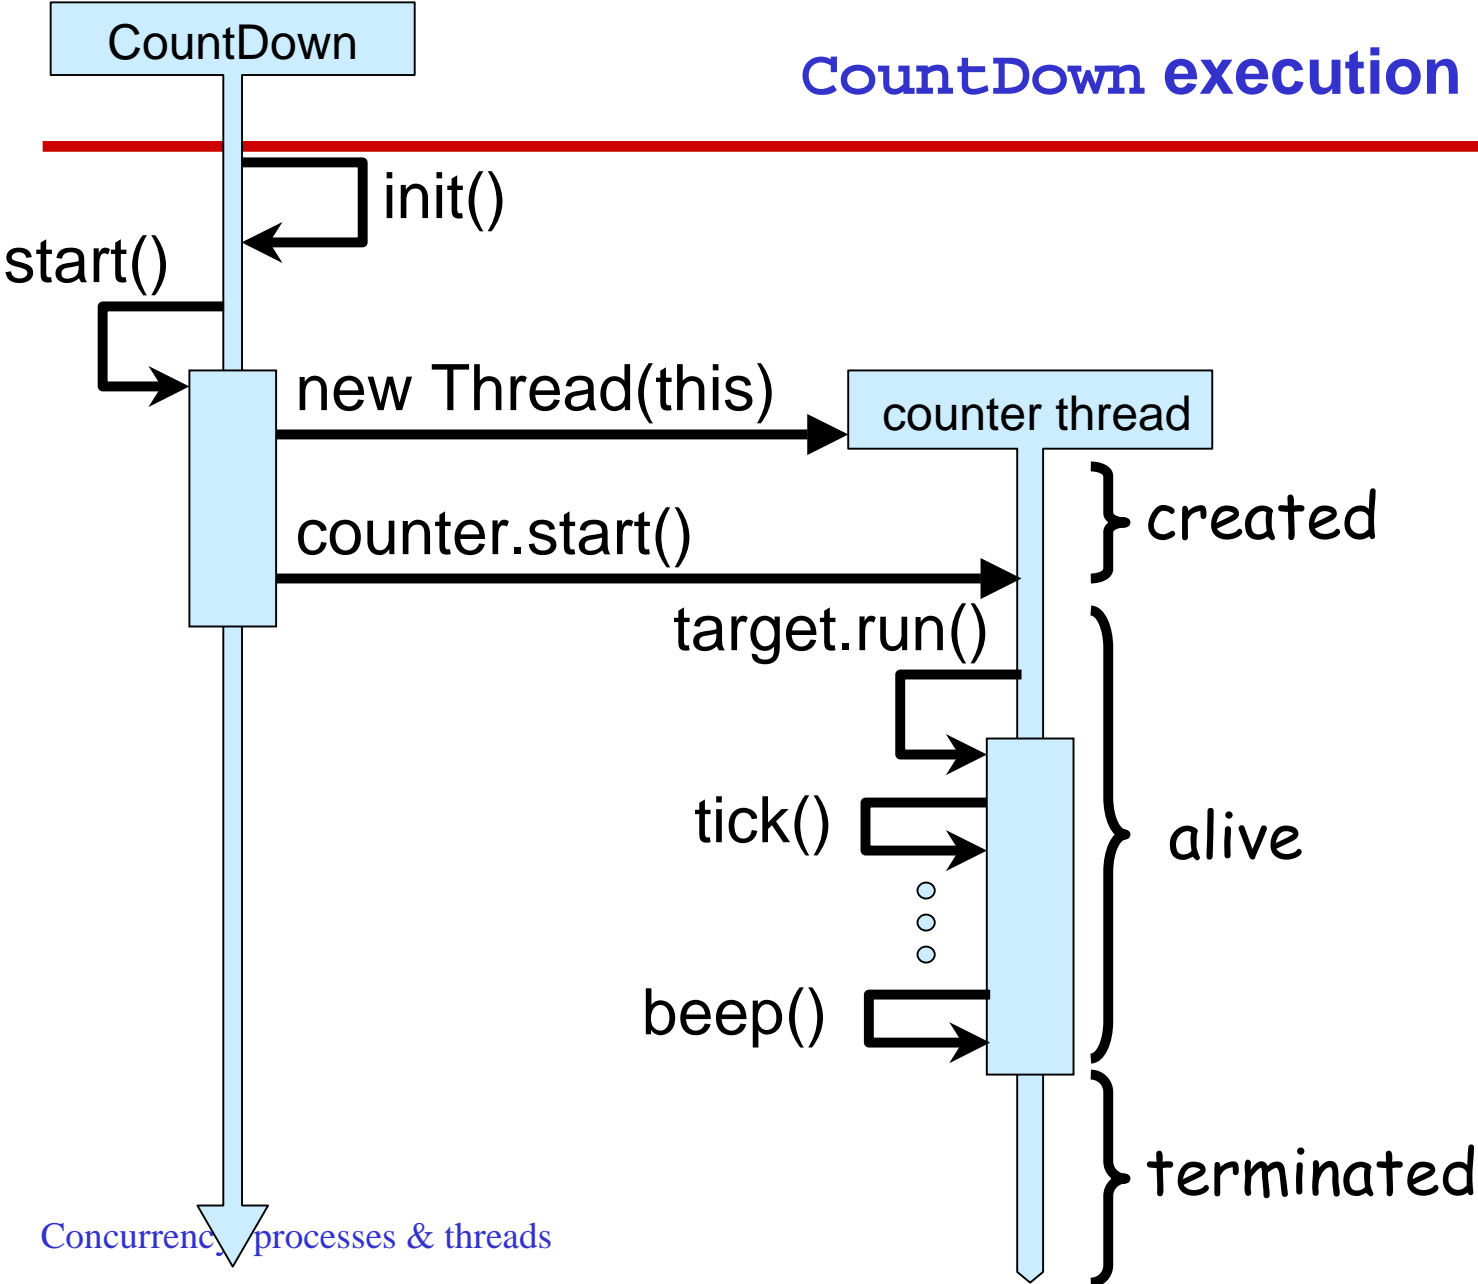 CountDown
CountDown execution
init()
start()
new Thread(this)
counter thread
created
counter.start()
target.run()
tick()
alive
beep()
terminated
Concurrency processes & threads